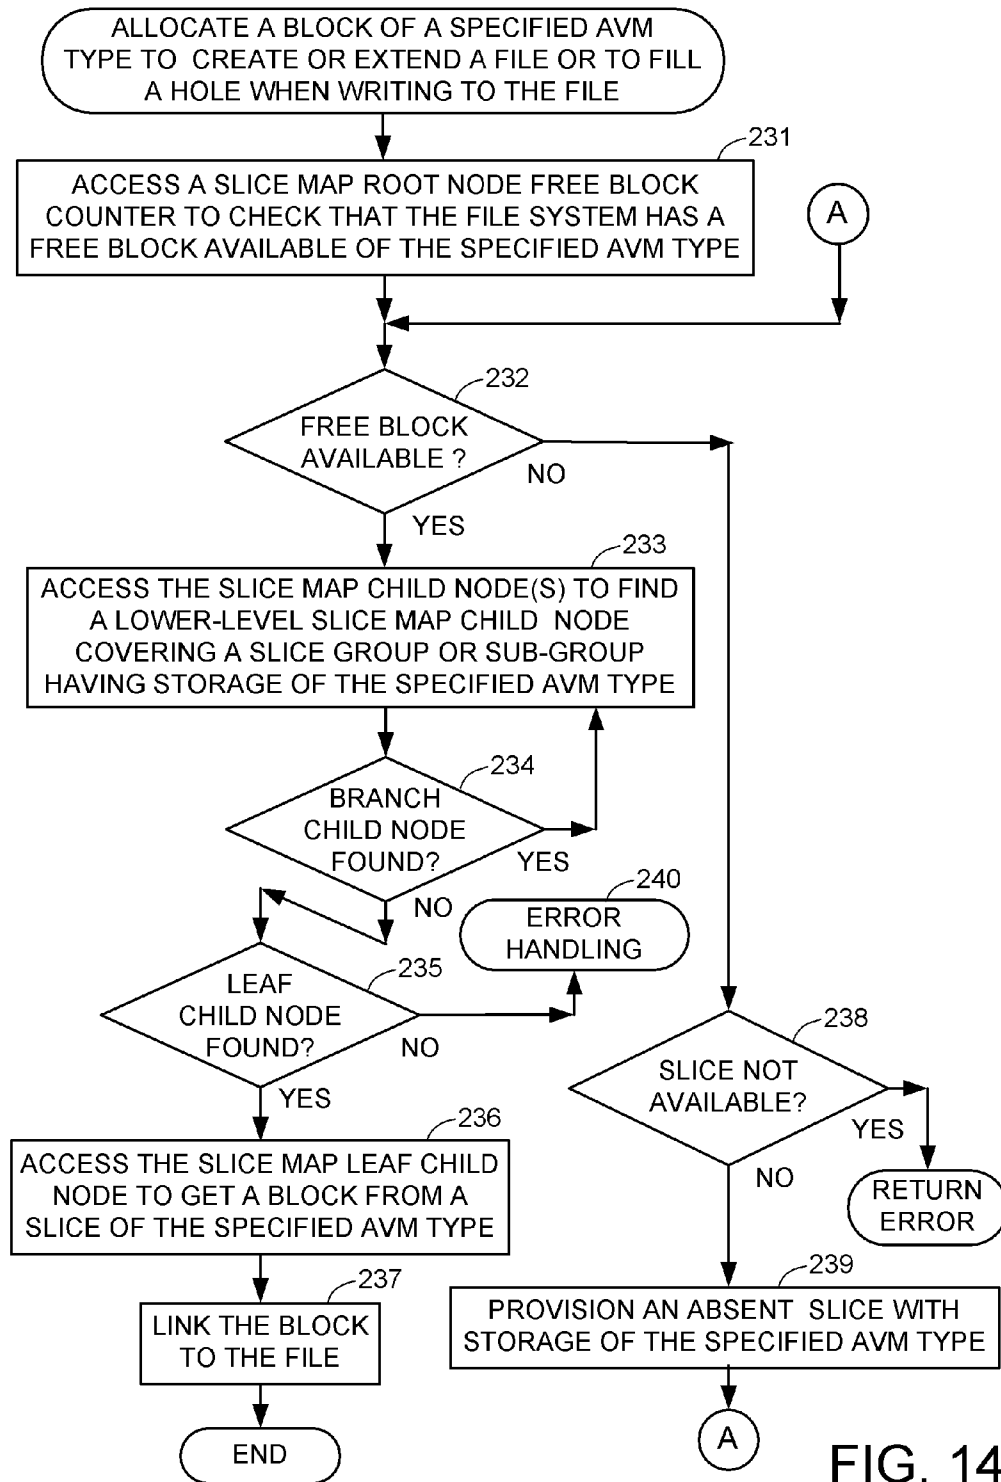 ALLOCATE A BLOCK OF A SPECIFIED AVM
TYPE TO CREATE OR EXTEND A FILE OR TO FILL
A HOLE WHEN WRITING TO THE FILE
231
ACCESS A SLICE MAP ROOT NODE FREE BLOCK
COUNTER TO CHECK THAT THE FILE SYSTEM HAS A
FREE BLOCK AVAILABLE OF THE SPECIFIED AVM TYPE
A
232
FREE BLOCK
AVAILABLE ?
NO
YES
233
ACCESS THE SLICE MAP CHILD NODE(S) TO FIND
A LOWER-LEVEL SLICE MAP CHILD NODE
COVERING A SLICE GROUP OR SUB-GROUP
HAVING STORAGE OF THE SPECIFIED AVM TYPE
234
BRANCH
CHILD NODE
FOUND?
YES
NO
240
ERROR
HANDLING
235
LEAF
CHILD NODE
FOUND?
NO
YES
238
SLICE NOT
AVAILABLE?
YES
NO
RETURN
ERROR
236
ACCESS THE SLICE MAP LEAF CHILD
NODE TO GET A BLOCK FROM A
SLICE OF THE SPECIFIED AVM TYPE
237
LINK THE BLOCK
TO THE FILE
239
PROVISION AN ABSENT SLICE WITH
STORAGE OF THE SPECIFIED AVM TYPE
END
A
FIG. 14